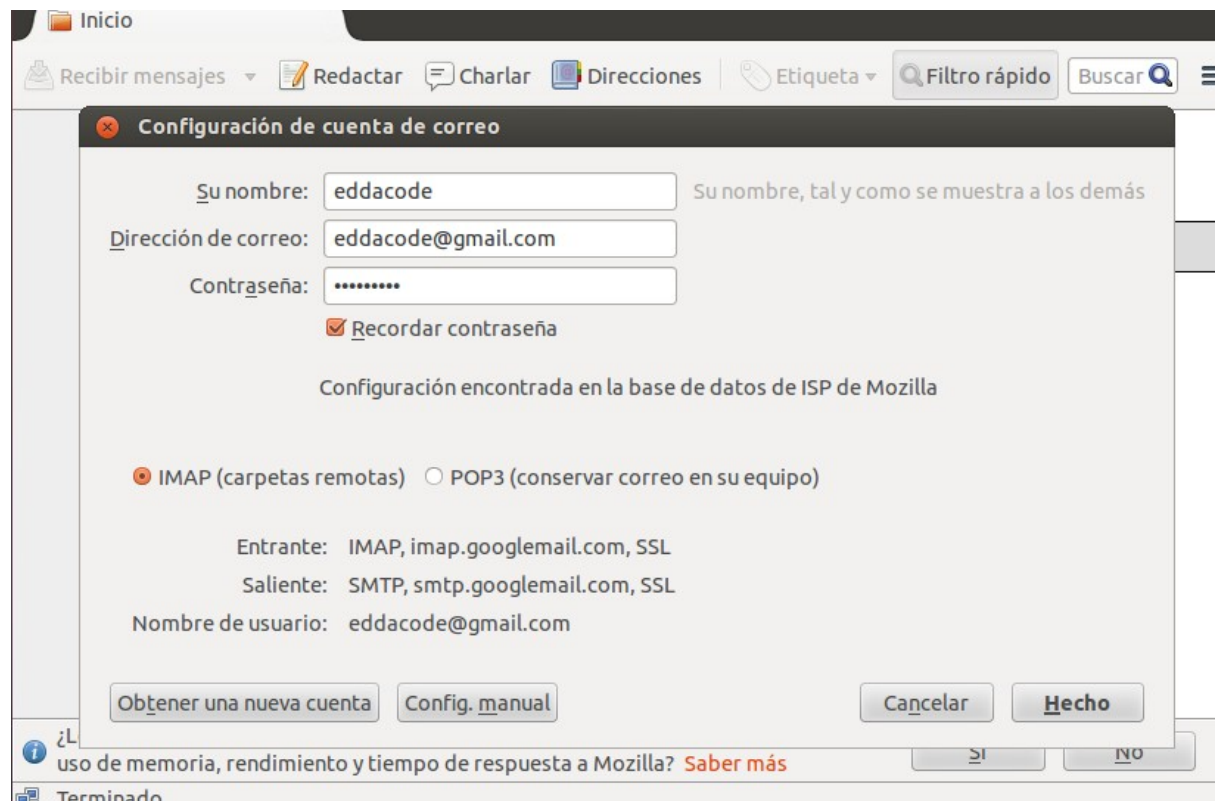 Inicio
Recibir mensajes Redactar Charlar Direcciones Etiqueta Filtro rápido Buscar
Configuración de cuenta de correo
Su nombre: eddacode Su nombre, tal y como se muestra a los demás
Dirección de correo: eddacode@gmail.com
Contraseña: •••••••••
Recordar contraseña
Configuración encontrada en la base de datos de ISP de Mozilla
IMAP (carpetas remotas) POP3 (conservar correo en su equipo)
Entrante: IMAP, imap.googlemail.com, SSL
Saliente: SMTP, smtp.googlemail.com, SSL
Nombre de usuario: eddacode@gmail.com
Obtener una nueva cuenta Config. manual Cancelar Hecho
uso de memoria, rendimiento y tiempo de respuesta a Mozilla? Saber más Sí No
Terminado